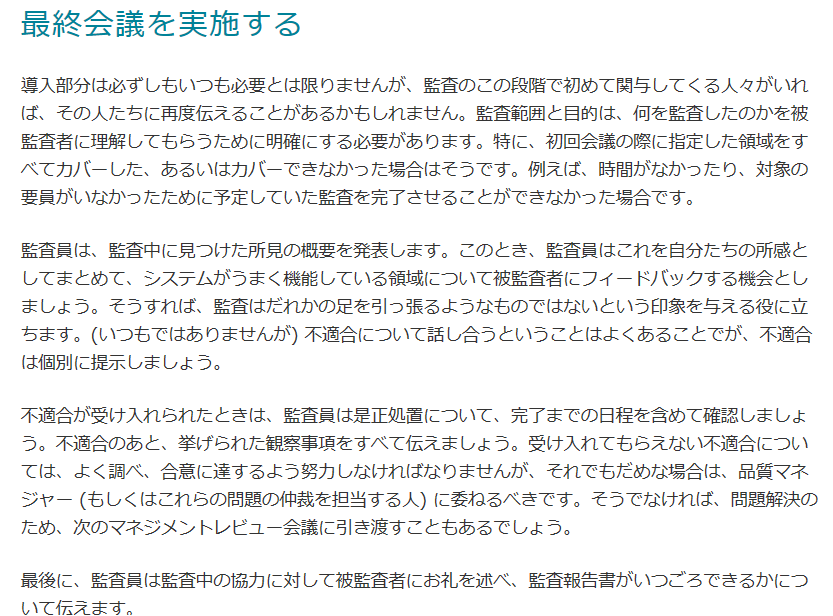 最終会議を実施する
導入部分は必ずしもいつも必要とは限りませんが、監査のこの段階で初めて関与してくる人々がいれ
ば、その人たちに再度伝えることがあるかもしれません。監査範囲と目的は、何を監査したのかを被
監査者に理解してもらうために明確にする必要があります。特に、初回会議の際に指定した領域をす
べてカバーした、あるいはカバーできなかった場合はそうです。例えば、時間がなかったり、対象の
要員がいなかったために予定していた監査を完了させることができなかった場合です。
監査員は、監査中に見つけた所見の概要を発表します。このとき、監査員はこれを自分たちの所感と
してまとめて、システムがうまく機能している領域について被監査者にフィードバックする機会とし
ましょう。そうすれば、監査はだれかの足を引っ張るようなものではないという印象を与える役に立
ちます。(いつもではありませんが) 不適合について話し合うということはよくあることでが、不適合
は個別に提示しましょう。
不適合が受け入れられたときは、監査員は是正処置について、完了までの日程を含めて確認しましょ
う。不適合のあと、挙げられた観察事項をすべて伝えましょう。受け入れてもらえない不適合につい
ては、よく調べ、合意に達するよう努力しなければなりませんが、それでもだめな場合は、品質マネ
ジャー (もしくはこれらの問題の仲裁を担当する人) に委ねるべきです。そうでなければ、問題解決の
ため、次のマネジメントレビュー会議に引き渡すこともあるでしょう。
最後に、監査員は監査中の協力に対して被監査者にお礼を述べ、監査報告書がいつごろできるかにつ
いて伝えます。